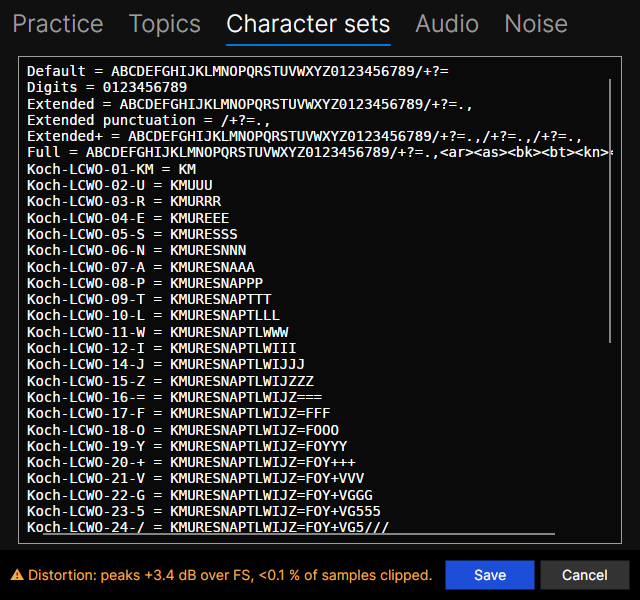 Practice Topics Character sets Audio Noise
Default = ABCDEFGHIJKLMNOPQRSTUVWXYZ0123456789/+?=
Digits = 0123456789
Extended = ABCDEFGHIJKLMNOPQRSTUVWXYZ0123456789/+?=.,
Extended punctuation = /+?=.,
Extended+ = ABCDEFGHIJKLMNOPQRSTUVWXYZ0123456789/+?=.,/+?=.,/+?=.,
Full = ABCDEFGHIJKLMNOPQRSTUVWXYZ0123456789/+?=.,<ar><as><bk><bt><kn><
Koch-LCWO-01-KM = KM
Koch-LCWO-02-U = KMUUU
Koch-LCWO-03-R = KMURRR
Koch-LCWO-04-E = KMUREEE
Koch-LCWO-05-S = KMURESSS
Koch-LCWO-06-N = KMURESNNN
Koch-LCWO-07-A = KMURESNAAA
Koch-LCWO-08-P = KMURESNAPPP
Koch-LCWO-09-T = KMURESNAPTTT
Koch-LCWO-10-L = KMURESNAPTLLL
Koch-LCWO-11-W = KMURESNAPTLWWW
Koch-LCWO-12-I = KMURESNAPTLWIII
Koch-LCWO-14-J = KMURESNAPTLWIJJJ
Koch-LCWO-15-Z = KMURESNAPTLWIJZZZ
Koch-LCWO-16-= = KMURESNAPTLWIJZ===
Koch-LCWO-17-F = KMURESNAPTLWIJZ=FFF
Koch-LCWO-18-O = KMURESNAPTLWIJZ=FOOO
Koch-LCWO-19-Y = KMURESNAPTLWIJZ=FOYYY
Koch-LCWO-20-+ = KMURESNAPTLWIJZ=FOY+++
Koch-LCWO-21-V = KMURESNAPTLWIJZ=FOY+VVV
Koch-LCWO-22-G = KMURESNAPTLWIJZ=FOY+VGGG
Koch-LCWO-23-5 = KMURESNAPTLWIJZ=FOY+VG555
Koch-LCWO-24-/ = KMURESNAPTLWIJZ=FOY+VG5///
Distortion: peaks +3.4 dB over FS, <0.1 % of samples clipped. Save Cancel